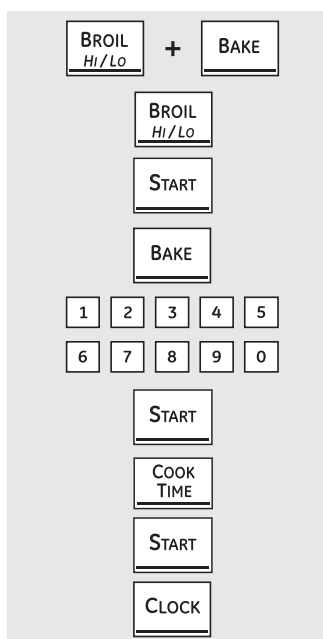 BROIL + BAKE
HI / LO
BROIL
HI / LO
START
BAKE
1 2 3 4 5
6 7 8 9 0
START
COOK
TIME
START
CLOCK